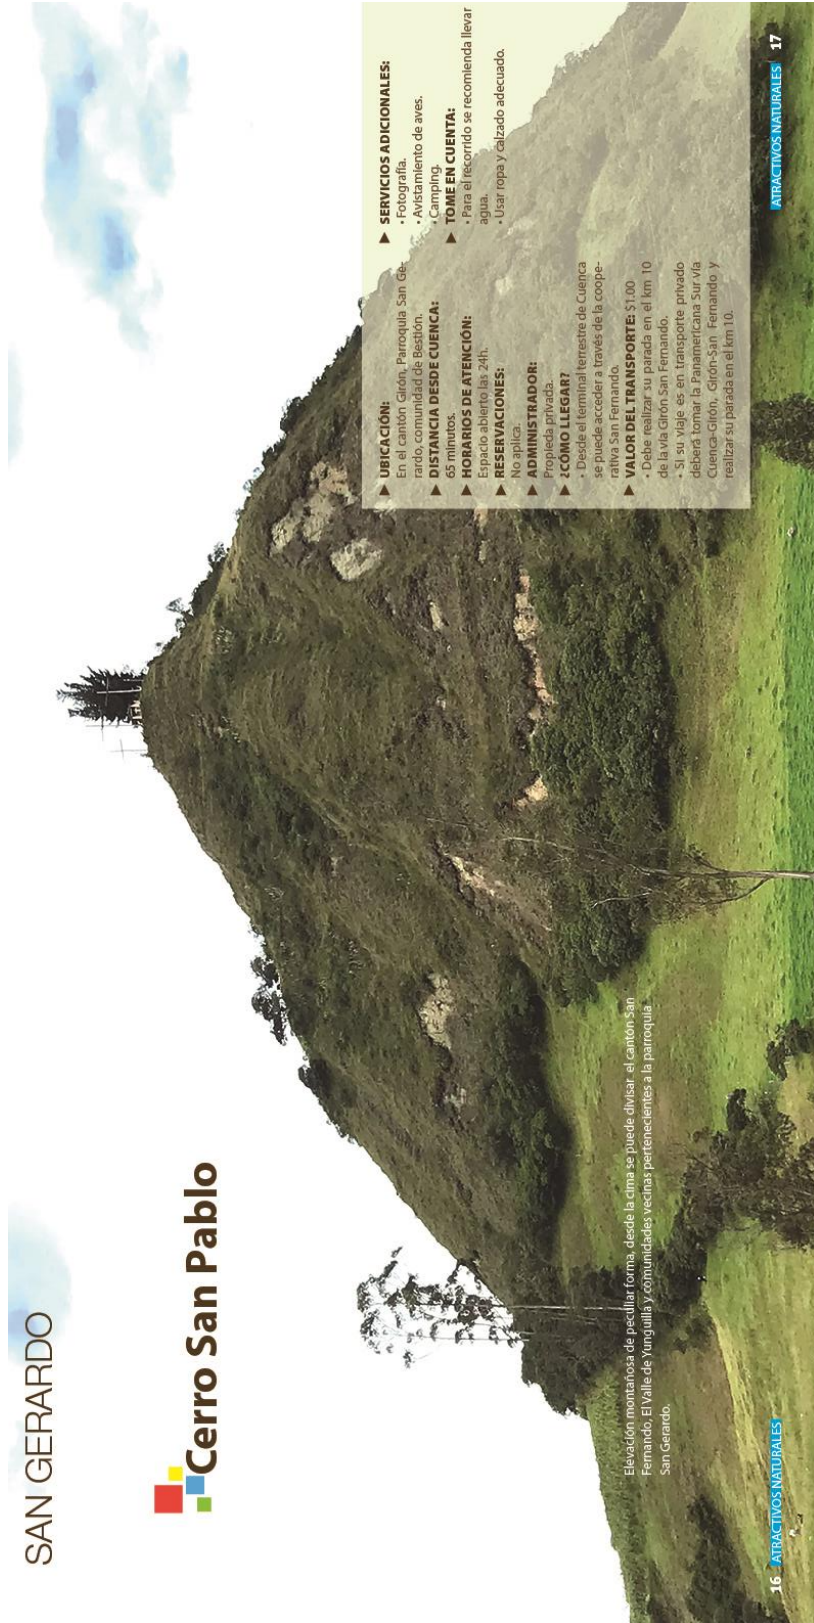 SAN GERARDO
Cerro San Pablo
Elevación montañosa de peculiar forma, desde la cima se puede divisar el cantón San
Fernando, El Valle de Yunguilla y comunidades vecinas pertenecientes a la parroquia
San Gerardo.
16 ATRACTIVOS NATURALES
▶ UBICACIÓN:
En el cantón Girón, Parroquia San Ge-
rardo, comunidad de Bestión.
▶ DISTANCIA DESDE CUENCA:
65 minutos.
▶ HORARIOS DE ATENCIÓN:
Espacio abierto las 24h.
▶ RESERVACIONES:
No aplica.
▶ ADMINISTRADOR:
Propieda privada.
▶ ¿CÓMO LLEGAR?
• Desde el terminal terrestre de Cuenca
se puede acceder a través de la coope-
rativa San Fernando.
▶ VALOR DEL TRANSPORTE: $1.00
• Debe realizar su parada en el km 10
de la vía Girón San Fernando.
• Si su viaje es en transporte privado
deberá tomar la Panamericana Sur vía
Cuenca-Girón, Girón-San Fernando y
realizar su parada en el km 10.
▶ SERVICIOS ADICIONALES:
• Fotografía.
• Avistamiento de aves.
• Camping.
▶ TOME EN CUENTA:
• Para el recorrido se recomienda llevar
agua.
• Usar ropa y calzado adecuado.
ATRACTIVOS NATURALES 17